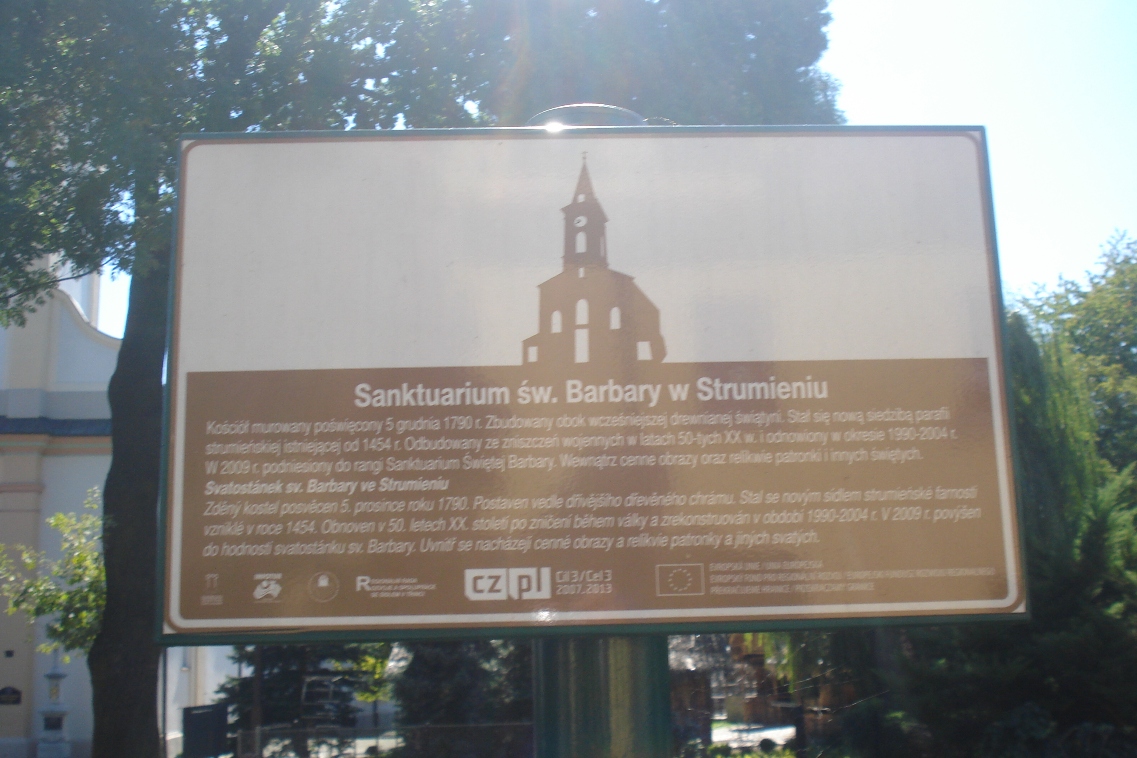 Sanktuarium św. Barbary w Strumieniu
Kościół murowany poświęcony 5 grudnia 1790 r. Zbudowany obok wcześniejszej drewnianej świątyni. Stał się nową siedzibą parafii
strumieńskiej istniejącej od 1454 r. Odbudowany ze zniszczeń wojennych w latach 50-tych XX w. i odnowiony w okresie 1990-2004 r.
W 2009 r. podniesiony do rangi Sanktuarium Świętej Barbary. Wewnątrz cenne obrazy oraz relikwie patronki i innych świętych.
Svatostánek sv. Barbary ve Strumieniu
Zděný kostel posvěcen 5. prosince roku 1790. Postaven vedle dřívějšího dřevěného chrámu. Stal se novým sídlem strumieńské farnosti
vzniklé v roce 1454. Obnoven v 50. letech XX. století po zničení během války a zrekonstruován v období 1990-2004 r. V 2009 r. povýšen
do hodnosti svatostánku sv. Barbary. Uvnitř se nacházejí cenné obrazy a relikvie patronky a jiných svatých.
cz pl
Cíl 3/Cel 3
2007-2013
EVROPSKÁ UNIE / UNIA EUROPEJSKA